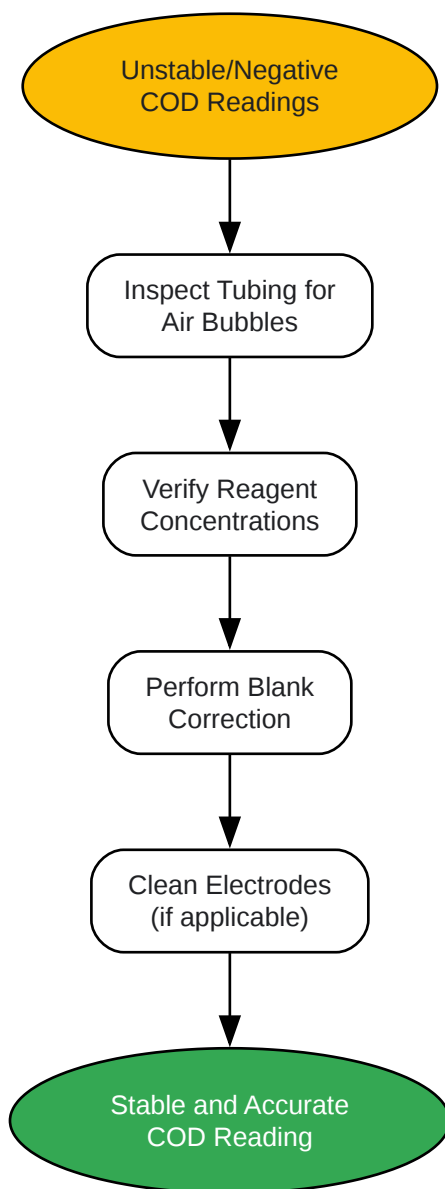 Unstable/Negative
COD Readings
Inspect Tubing for
Air Bubbles
Verify Reagent
Concentrations
Perform Blank
Correction
Clean Electrodes
(if applicable)
Stable and Accurate
COD Reading